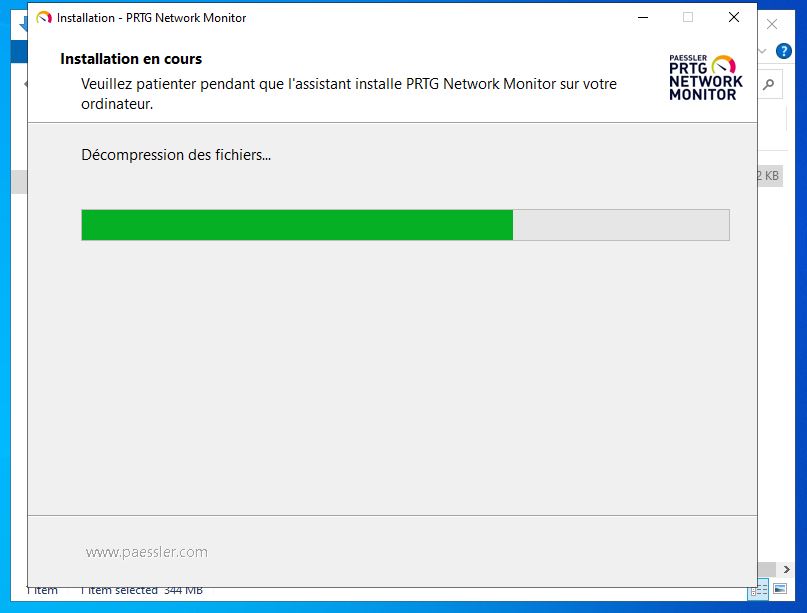 Installation - PRTG Network Monitor
Installation en cours
Veuillez patienter pendant que l'assistant installe PRTG Network Monitor sur votre
ordinateur.
PAESSLER
PRTG
NETWORK
MONITOR
?
Décompression des fichiers...
2 KB
www.paessler.com
1 item
1 item selected 344 MB